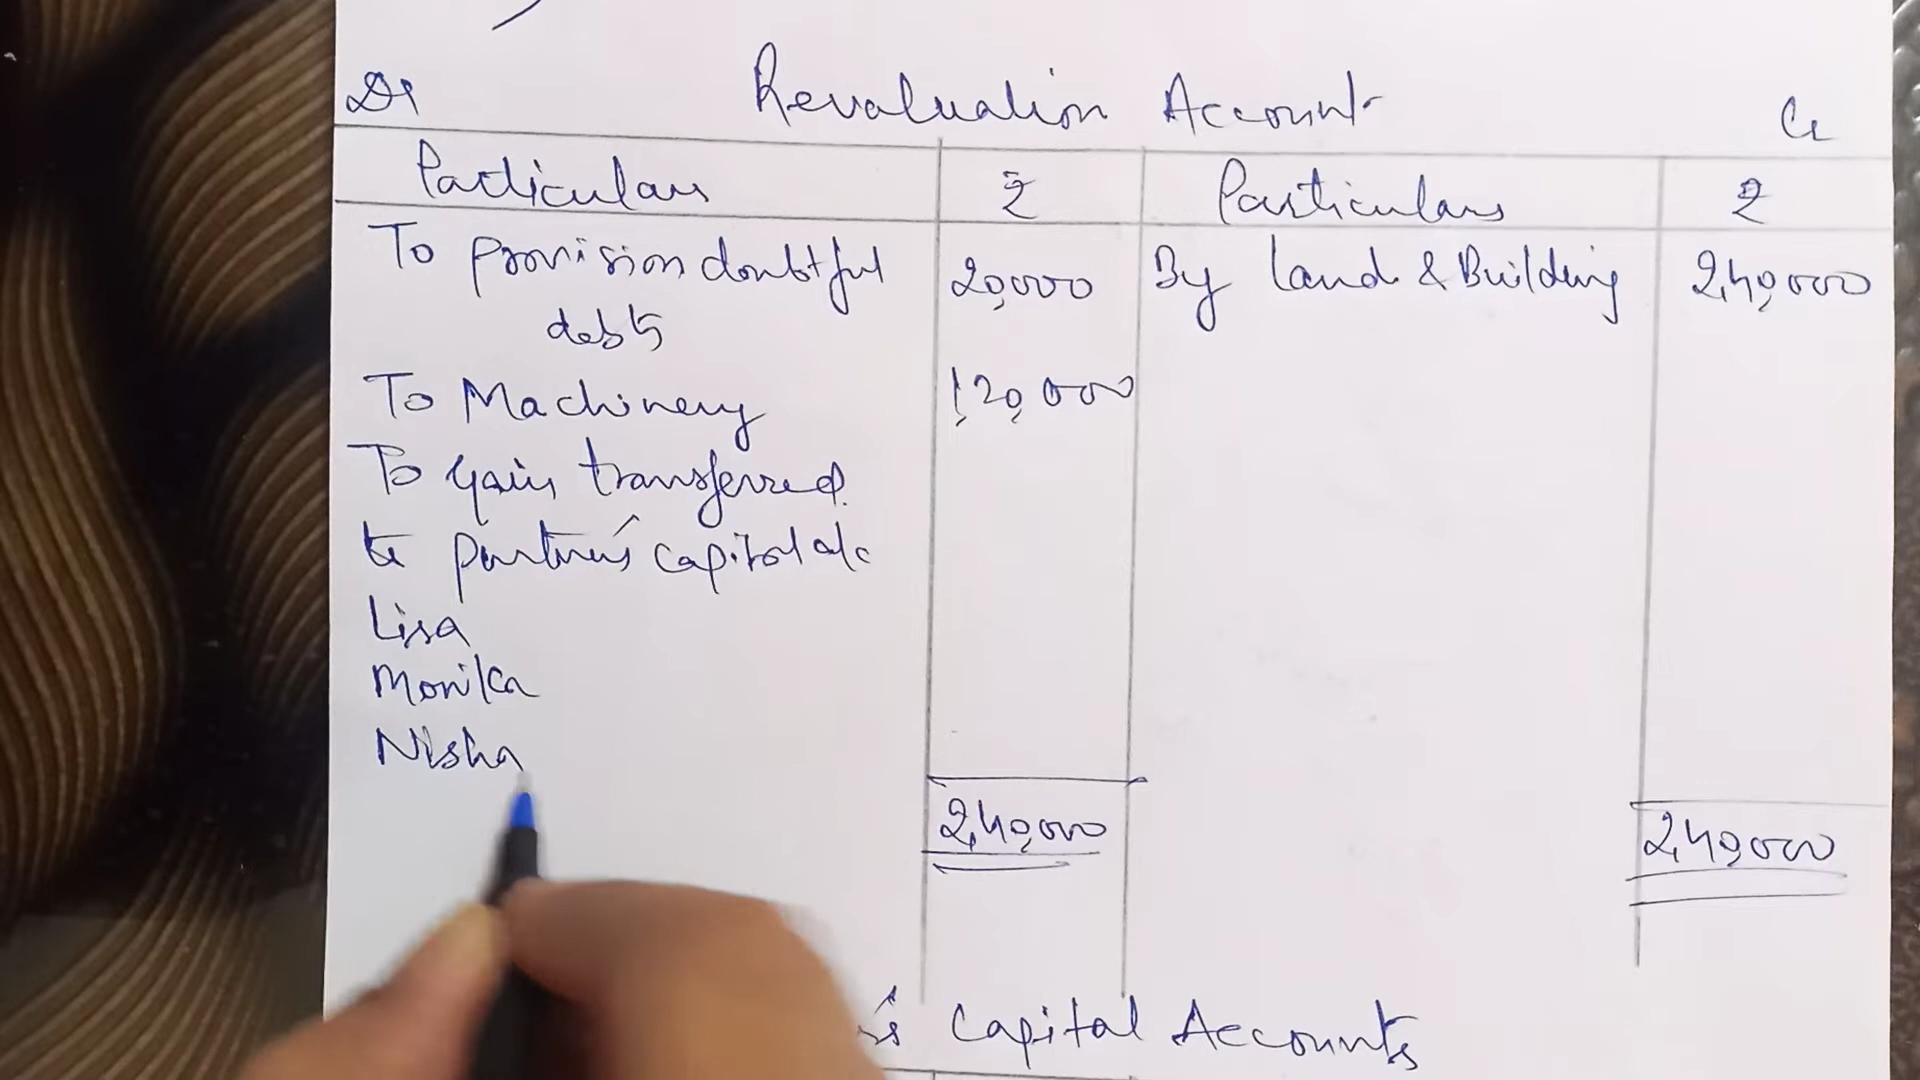 Dr Revaluation Account Cr
Particulars ₹ Particulars ₹
To provision doubtful 20,000 By land & Building 2,40,000
debts
To Machinery 1,20,000
To gain transferred
to partner's capital a/c
Lisa
Monika
Nisha
2,40,000 2,40,000
's Capital Accounts